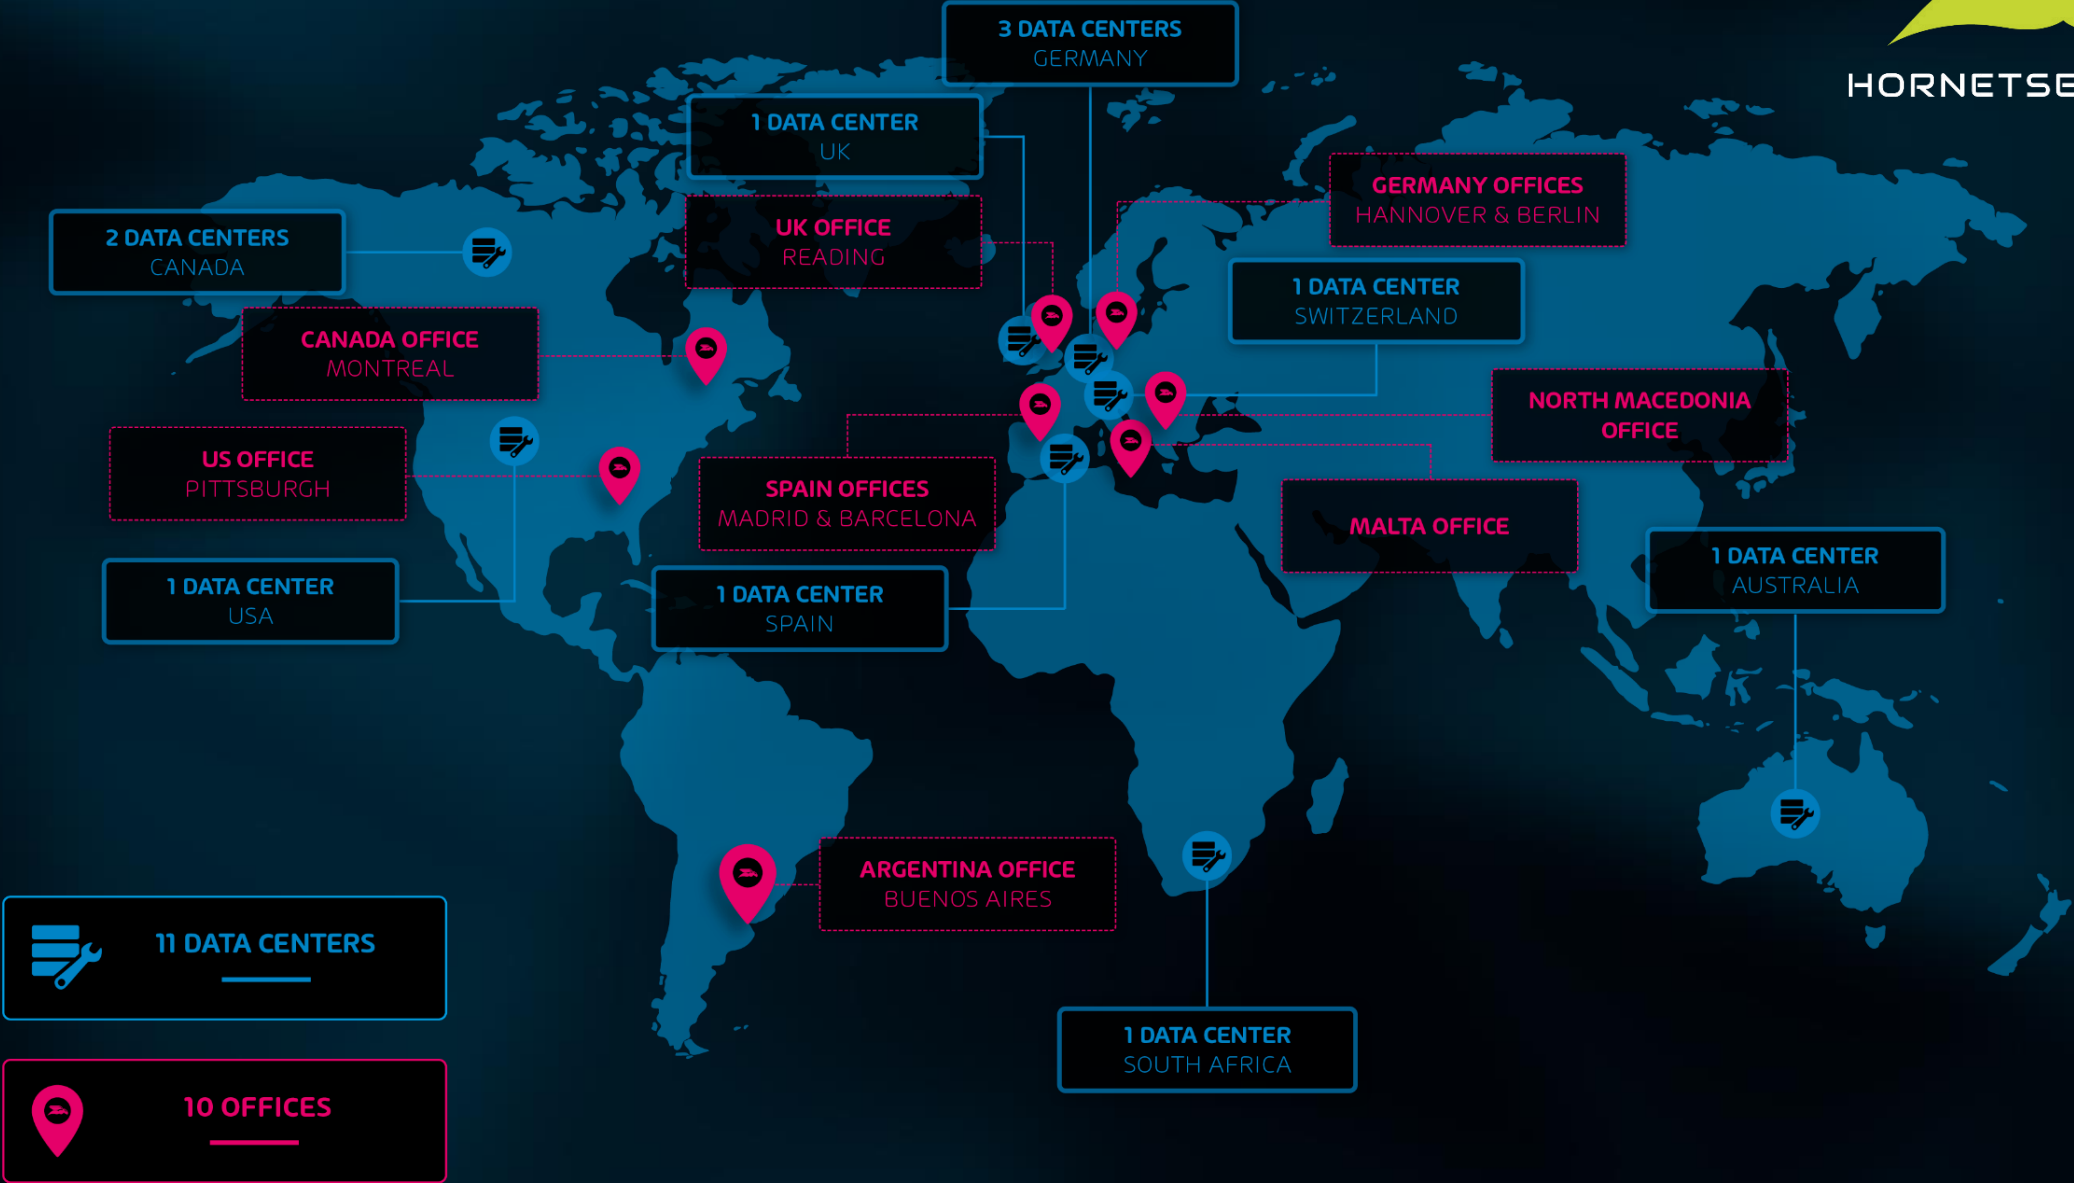 3 DATA CENTERS
GERMANY
HORNETSE
1 DATA CENTER
UK
GERMANY OFFICES
HANNOVER & BERLIN
2 DATA CENTERS
CANADA
UK OFFICE
READING
1 DATA CENTER
SWITZERLAND
CANADA OFFICE
MONTREAL
NORTH MACEDONIA
OFFICE
US OFFICE
PITTSBURGH
SPAIN OFFICES
MADRID & BARCELONA
MALTA OFFICE
1 DATA CENTER
AUSTRALIA
1 DATA CENTER
USA
1 DATA CENTER
SPAIN
ARGENTINA OFFICE
BUENOS AIRES
11 DATA CENTERS
1 DATA CENTER
SOUTH AFRICA
10 OFFICES